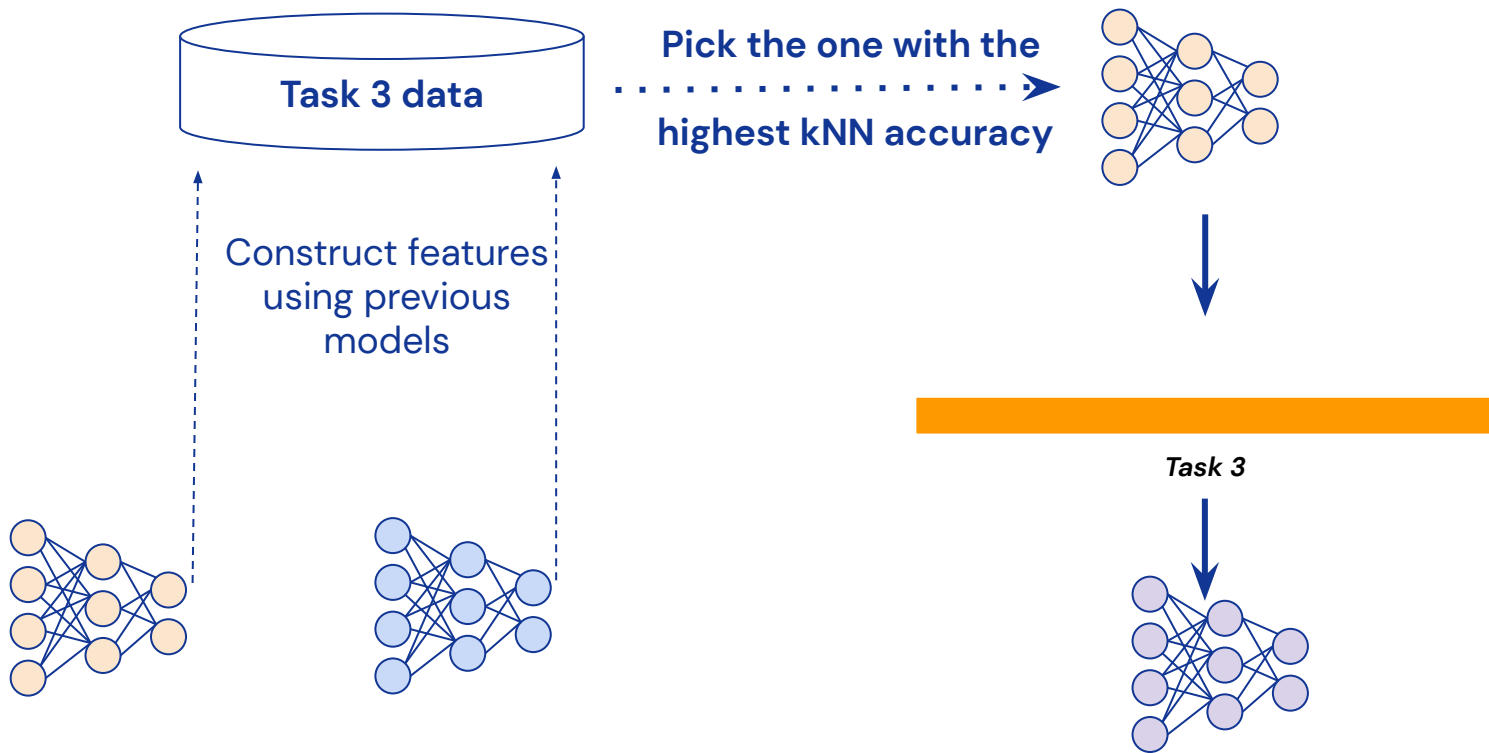 Task 3 data
Pick the one with the
highest kNN accuracy
Construct features
using previous
models
Task 3